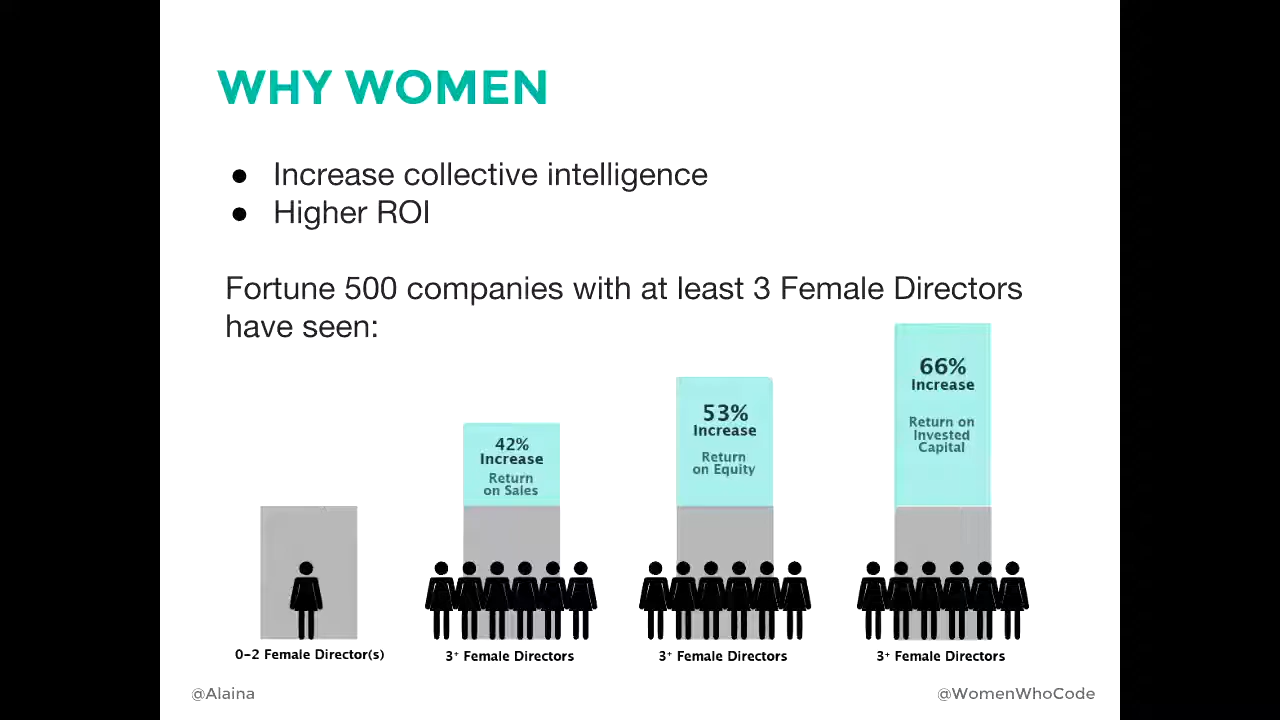 WHY WOMEN
● Increase collective intelligence
● Higher ROI
Fortune 500 companies with at least 3 Female Directors
have seen:
42%
Increase
Return
on Sales
53%
Increase
Return
on Equity
66%
Increase
Return on
Invested
Capital
0-2 Female Director(s)
3+ Female Directors
3+ Female Directors
3+ Female Directors
@Alaina
@WomenWhoCode